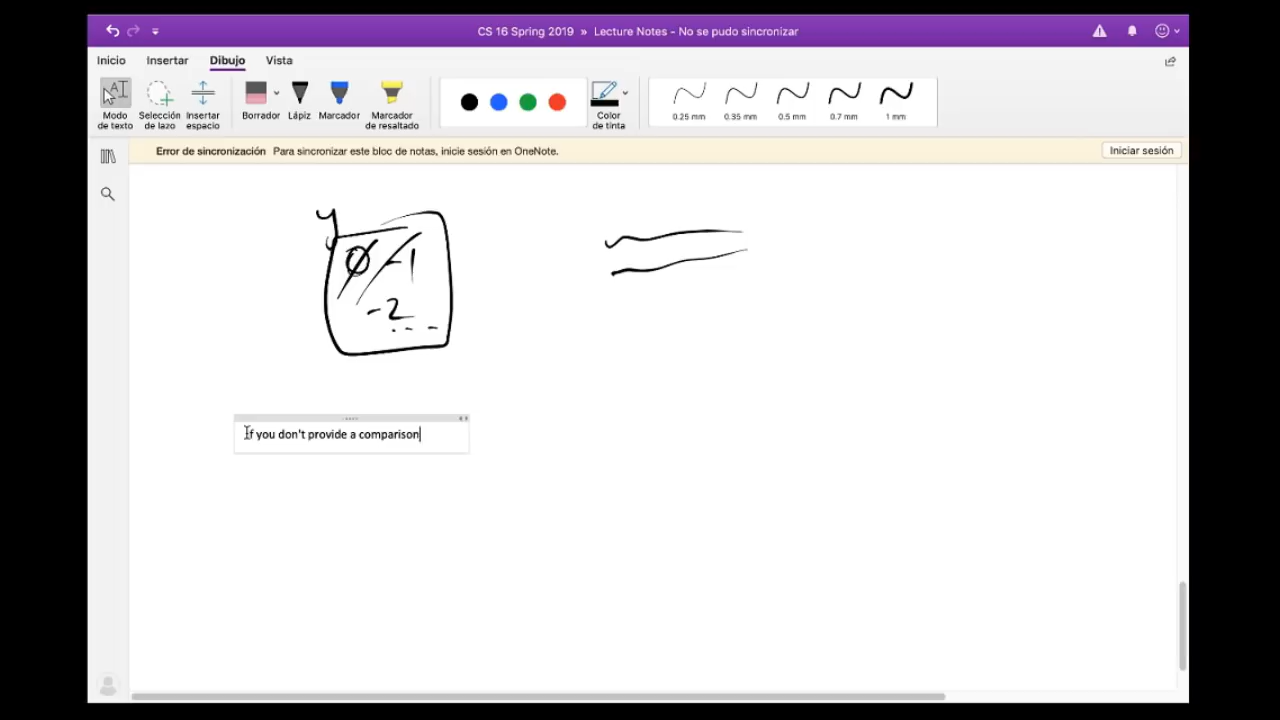 CS 16 Spring 2019 » Lecture Notes - No se pudo sincronizar
Inicio Insertar Dibujo Vista
Modo de texto
Selección de lazo
Insertar espacio
Borrador
Lápiz
Marcador
Marcador de resaltado
Color de tinta
0.25 mm 0.35 mm 0.5 mm 0.7 mm 1 mm
Error de sincronización Para sincronizar este bloc de notas, inicie sesión en OneNote. Iniciar sesión
y
0 -1
-2
If you don't provide a comparison